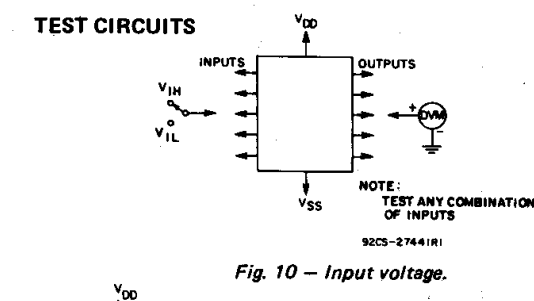 TEST CIRCUITS
VDD
INPUTS
OUTPUTS
VIH
VIL
+
DVM
-
VSS
NOTE:
TEST ANY COMBINATION
OF INPUTS
92CS-27441R1
Fig. 10 – Input voltage.
VDD